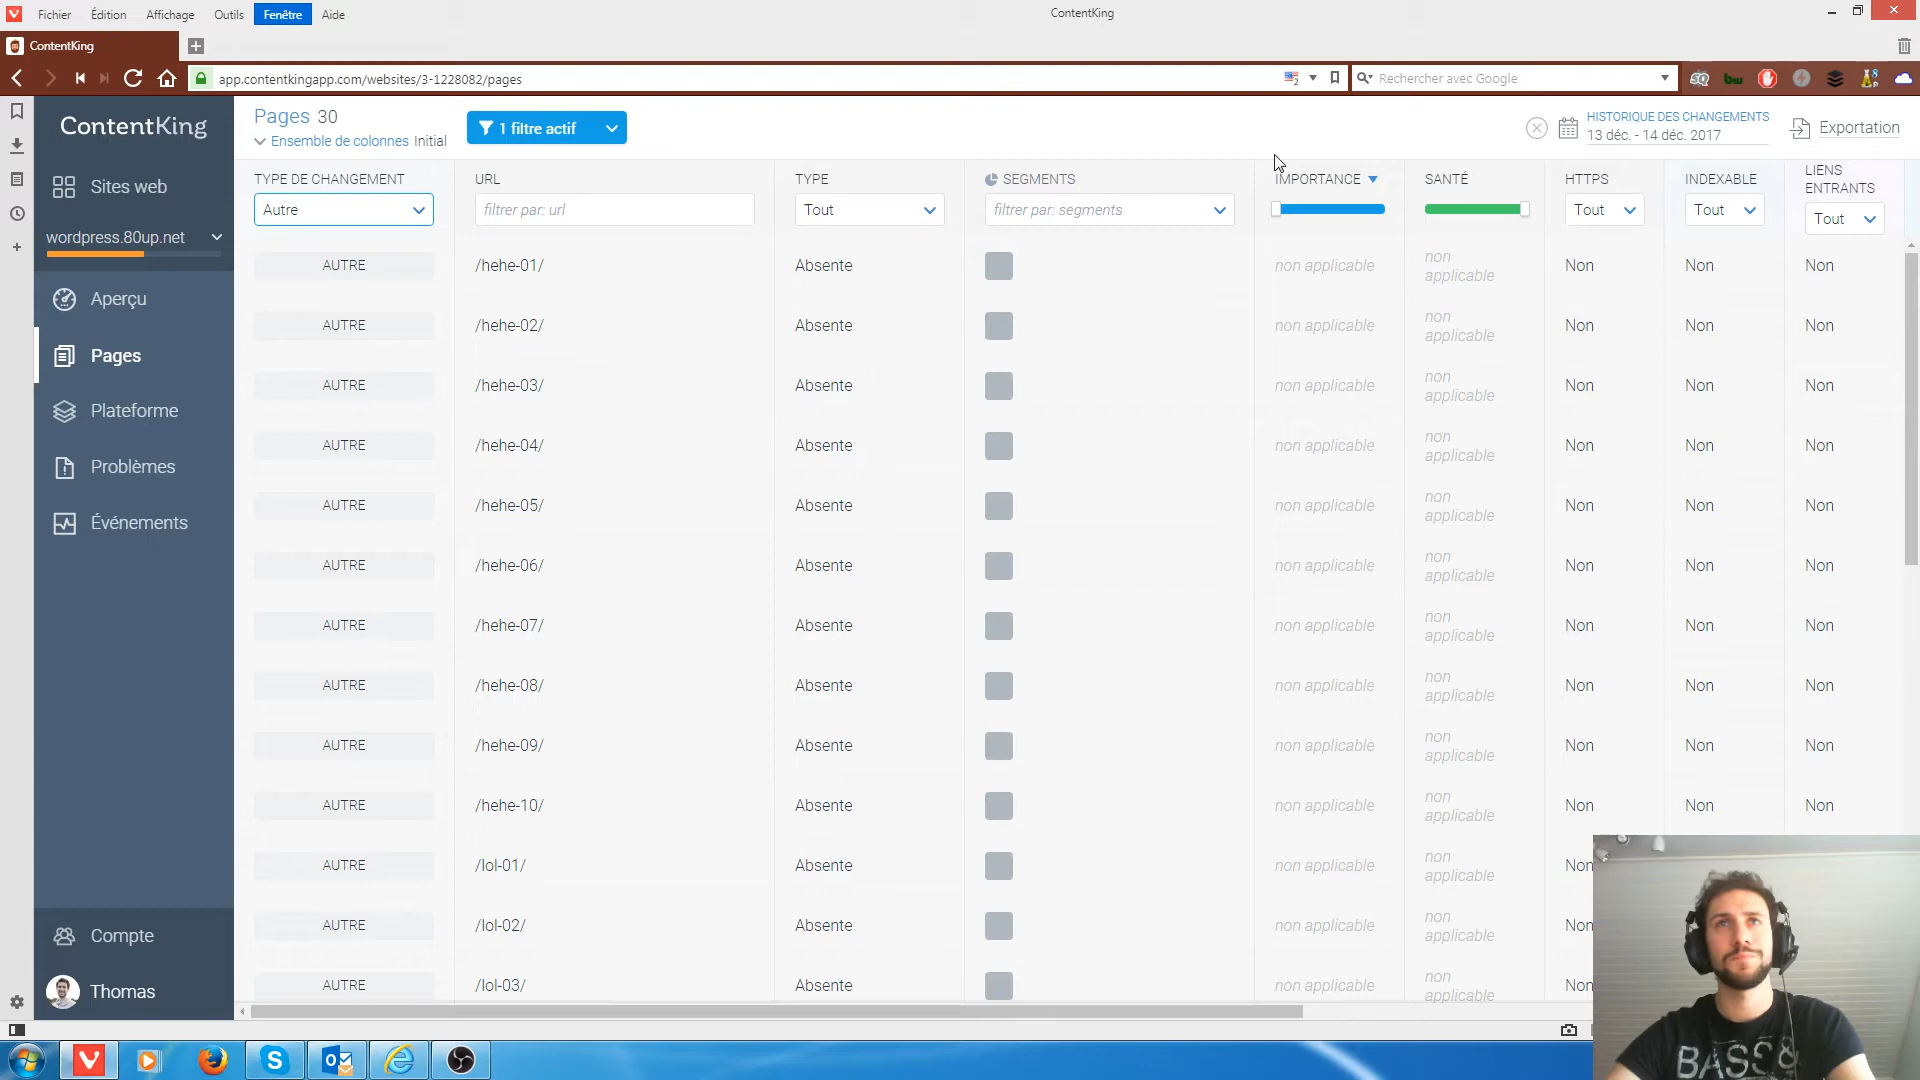 Fichier Édition Affichage Outils Fenêtre Aide
ContentKing
ContentKing
app.contentkingapp.com/websites/3-1228082/pages
Rechercher avec Google
ContentKing
Sites web
wordpress.80up.net
Aperçu
Pages
Plateforme
Problèmes
Événements
Compte
Thomas
Pages 30
Ensemble de colonnes Initial
1 filtre actif
HISTORIQUE DES CHANGEMENTS
13 déc. - 14 déc. 2017
Exportation
TYPE DE CHANGEMENT URL TYPE SEGMENTS IMPORTANCE SANTÉ HTTPS INDEXABLE LIENS ENTRANTS
Autre filtrer par: url Tout filtrer par: segments Tout Tout Tout
AUTRE /hehe-01/ Absente non applicable non applicable Non Non Non
AUTRE /hehe-02/ Absente non applicable non applicable Non Non Non
AUTRE /hehe-03/ Absente non applicable non applicable Non Non Non
AUTRE /hehe-04/ Absente non applicable non applicable Non Non Non
AUTRE /hehe-05/ Absente non applicable non applicable Non Non Non
AUTRE /hehe-06/ Absente non applicable non applicable Non Non Non
AUTRE /hehe-07/ Absente non applicable non applicable Non Non Non
AUTRE /hehe-08/ Absente non applicable non applicable Non Non Non
AUTRE /hehe-09/ Absente non applicable non applicable Non Non Non
AUTRE /hehe-10/ Absente non applicable non applicable Non Non Non
AUTRE /lol-01/ Absente non applicable non applicable Non
AUTRE /lol-02/ Absente non applicable non applicable Non
AUTRE /lol-03/ Absente non applicable non applicable Non
BASS&